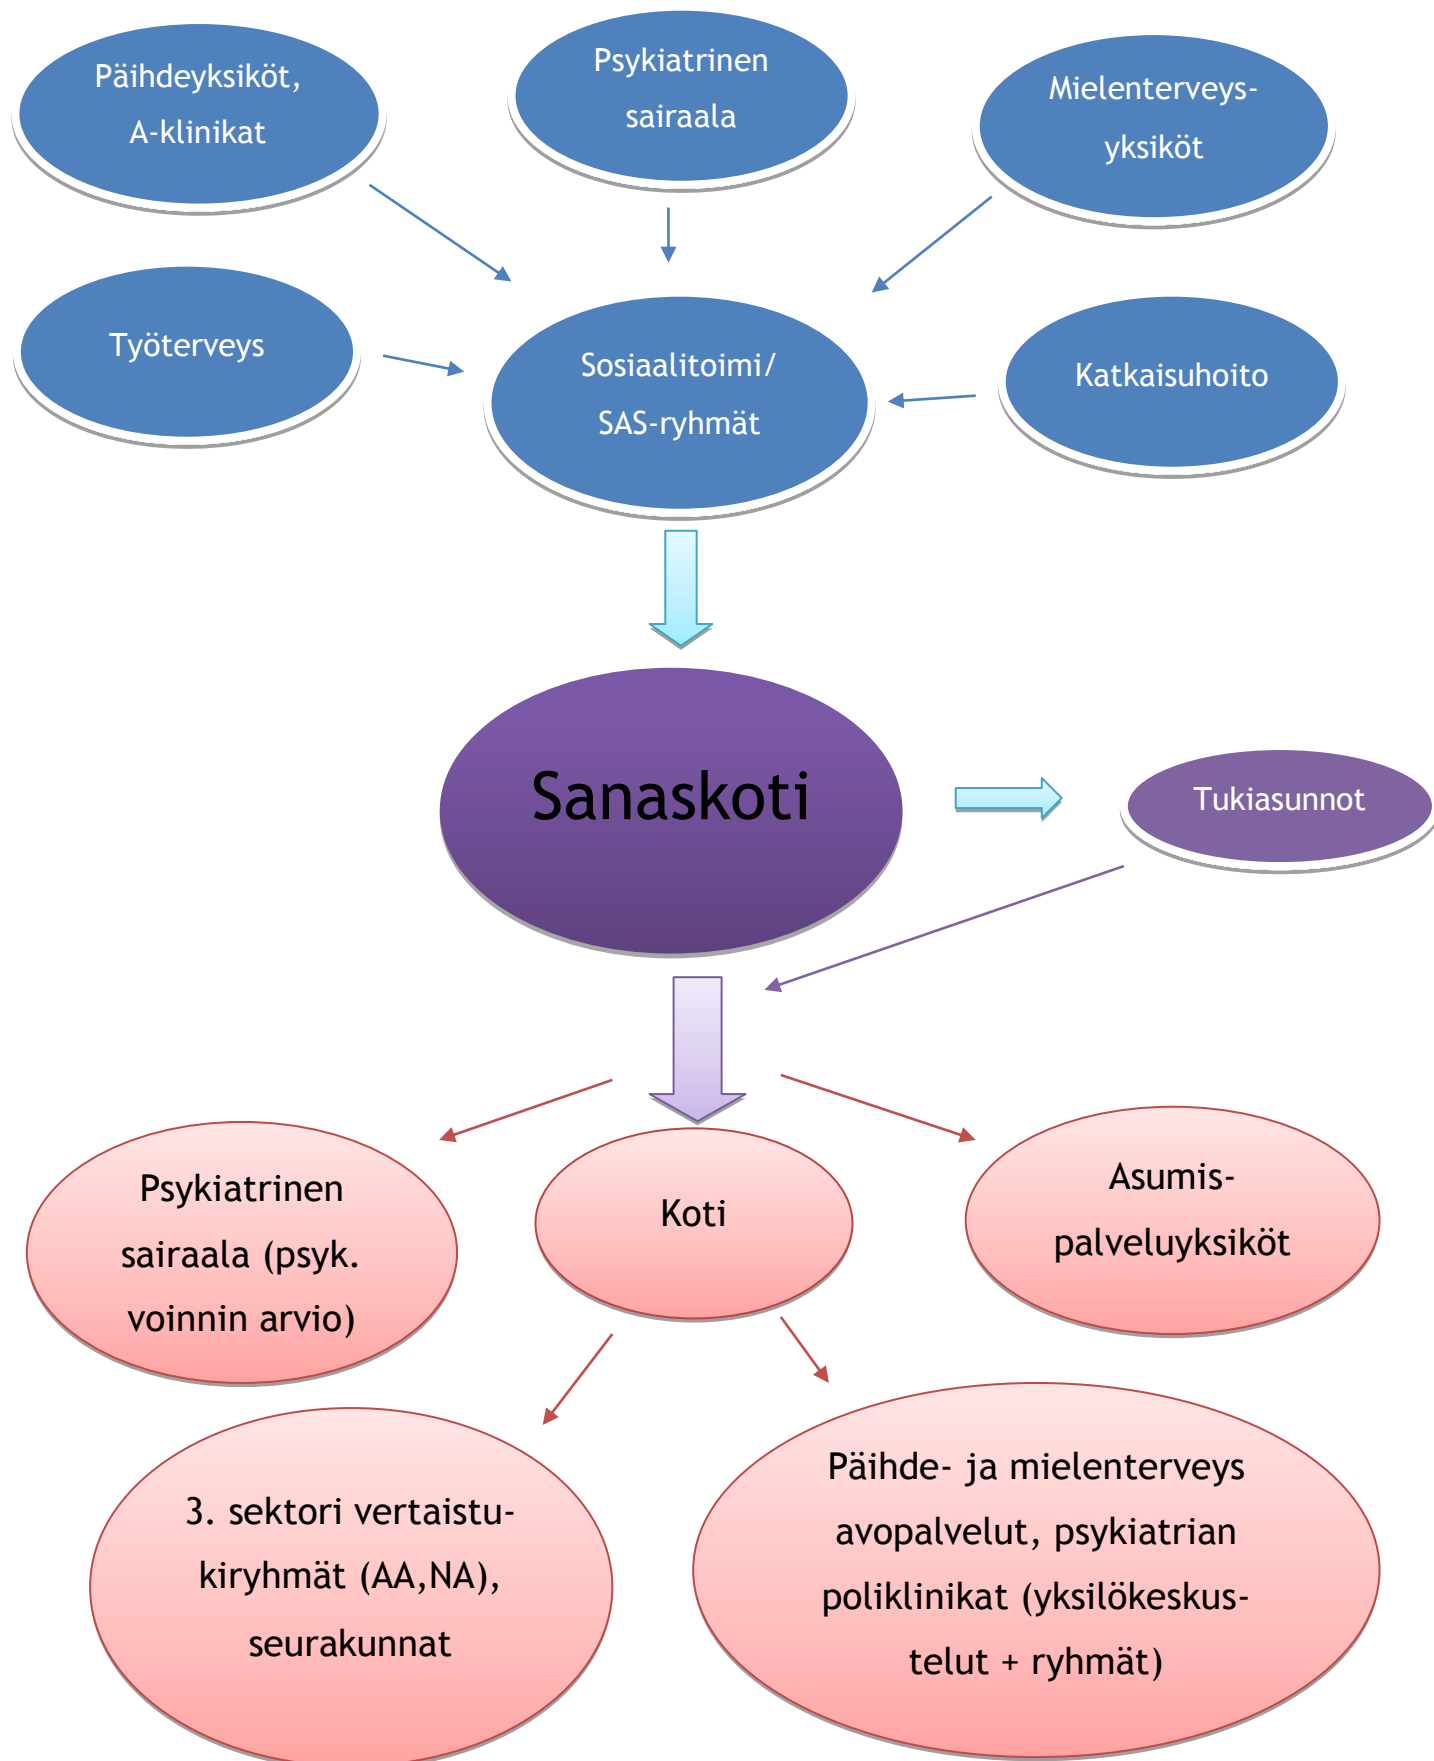 Päihdeyksiköt,
A-klinikat
Psykiatrinen
sairaala
Mielenterveys-
yksiköt
Työterveys
Sosiaalitoimi/
SAS-ryhmät
Katkaisuhoito
Sanaskoti
Tukiasunnot
Psykiatrinen
sairaala (psyk.
voinnin arvio)
Koti
Asumis-
palveluyksiköt
3. sektori vertaistu-
kiryhmät (AA,NA),
seurakunnat
Päihde- ja mielenterveys
avopalvelut, psykiatrian
poliklinikat (yksilökeskus-
telut + ryhmät)